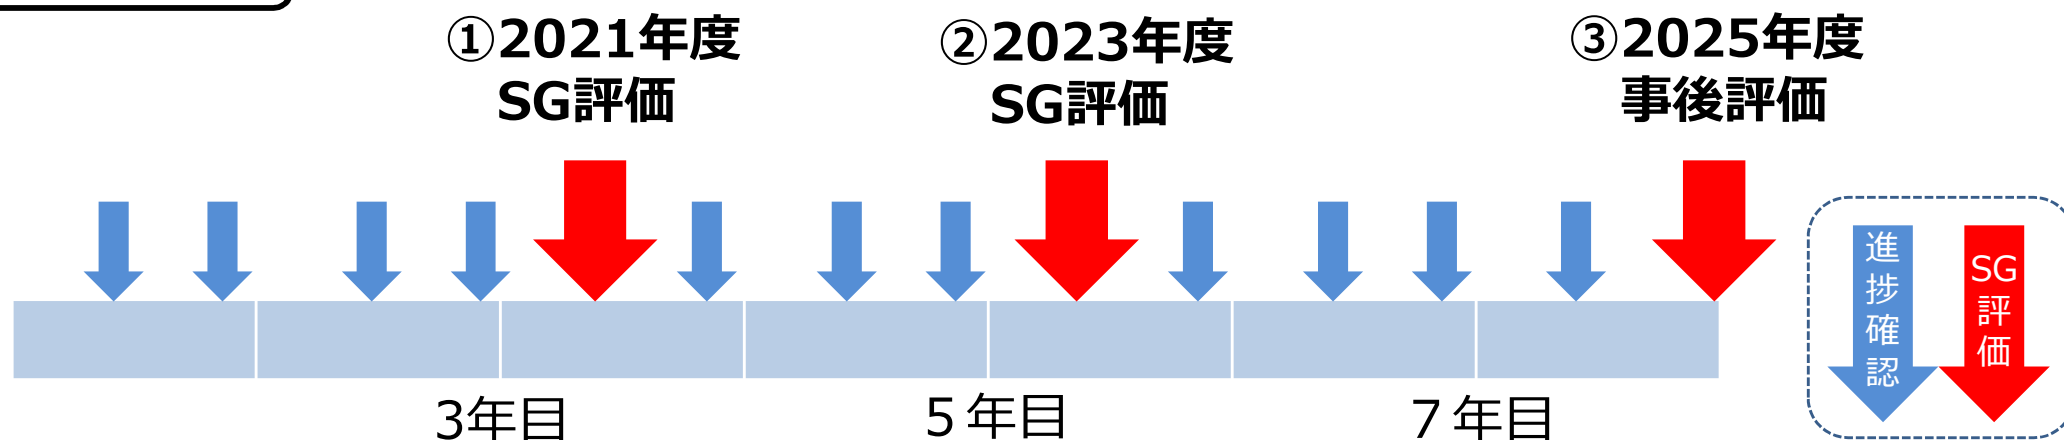 ①2021年度
SG評価
②2023年度
SG評価
③2025年度
事後評価
進捗確認
SG評価
3年目
５年目
７年目